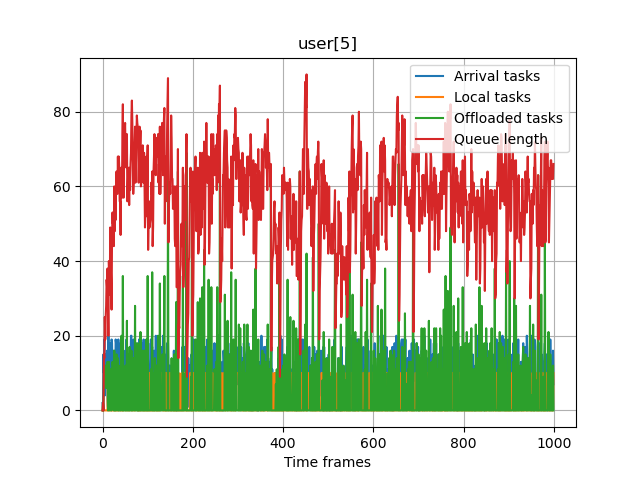 user[5]
Arrival tasks
Local tasks
Offloaded tasks
Queue length
80
60
40
20
0
0 200 400 600 800 1000
Time frames